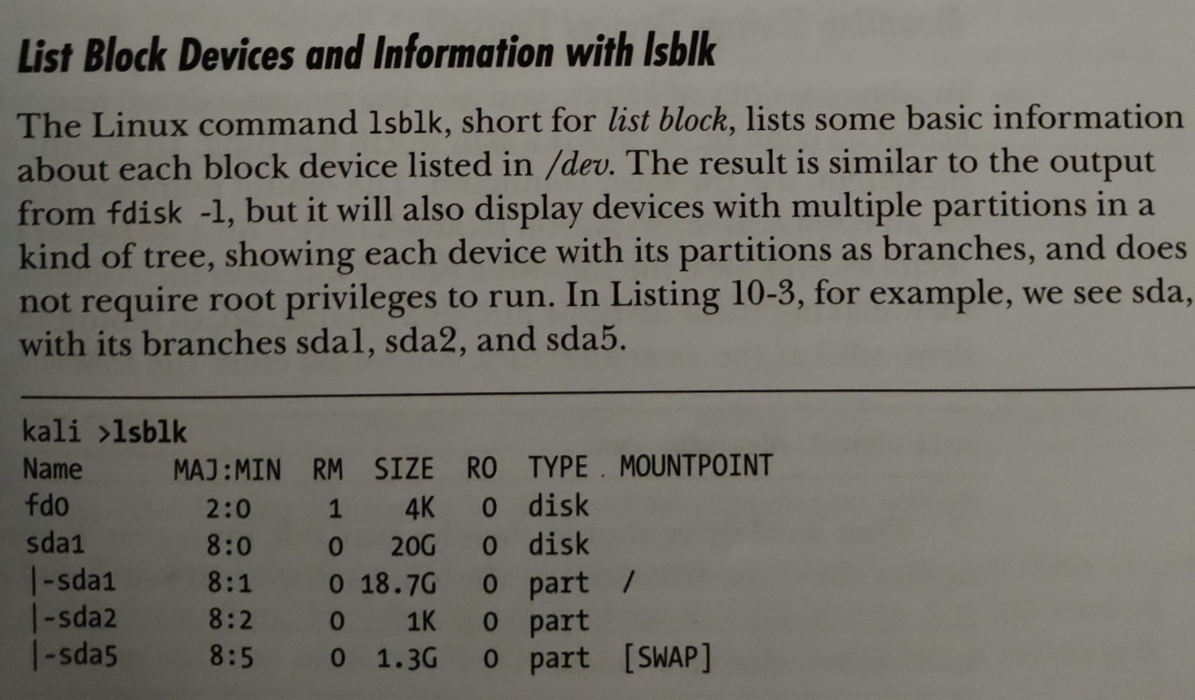 List Block Devices and Information with lsblk
The Linux command lsblk, short for list block, lists some basic information
about each block device listed in /dev. The result is similar to the output
from fdisk -l, but it will also display devices with multiple partitions in a
kind of tree, showing each device with its partitions as branches, and does
not require root privileges to run. In Listing 10-3, for example, we see sda,
with its branches sda1, sda2, and sda5.
kali >lsblk
Name MAJ:MIN RM SIZE RO TYPE MOUNTPOINT
fd0 2:0 1 4K 0 disk
sda1 8:0 0 20G 0 disk
|-sda1 8:1 0 18.7G 0 part /
|-sda2 8:2 0 1K 0 part
|-sda5 8:5 0 1.3G 0 part [SWAP]